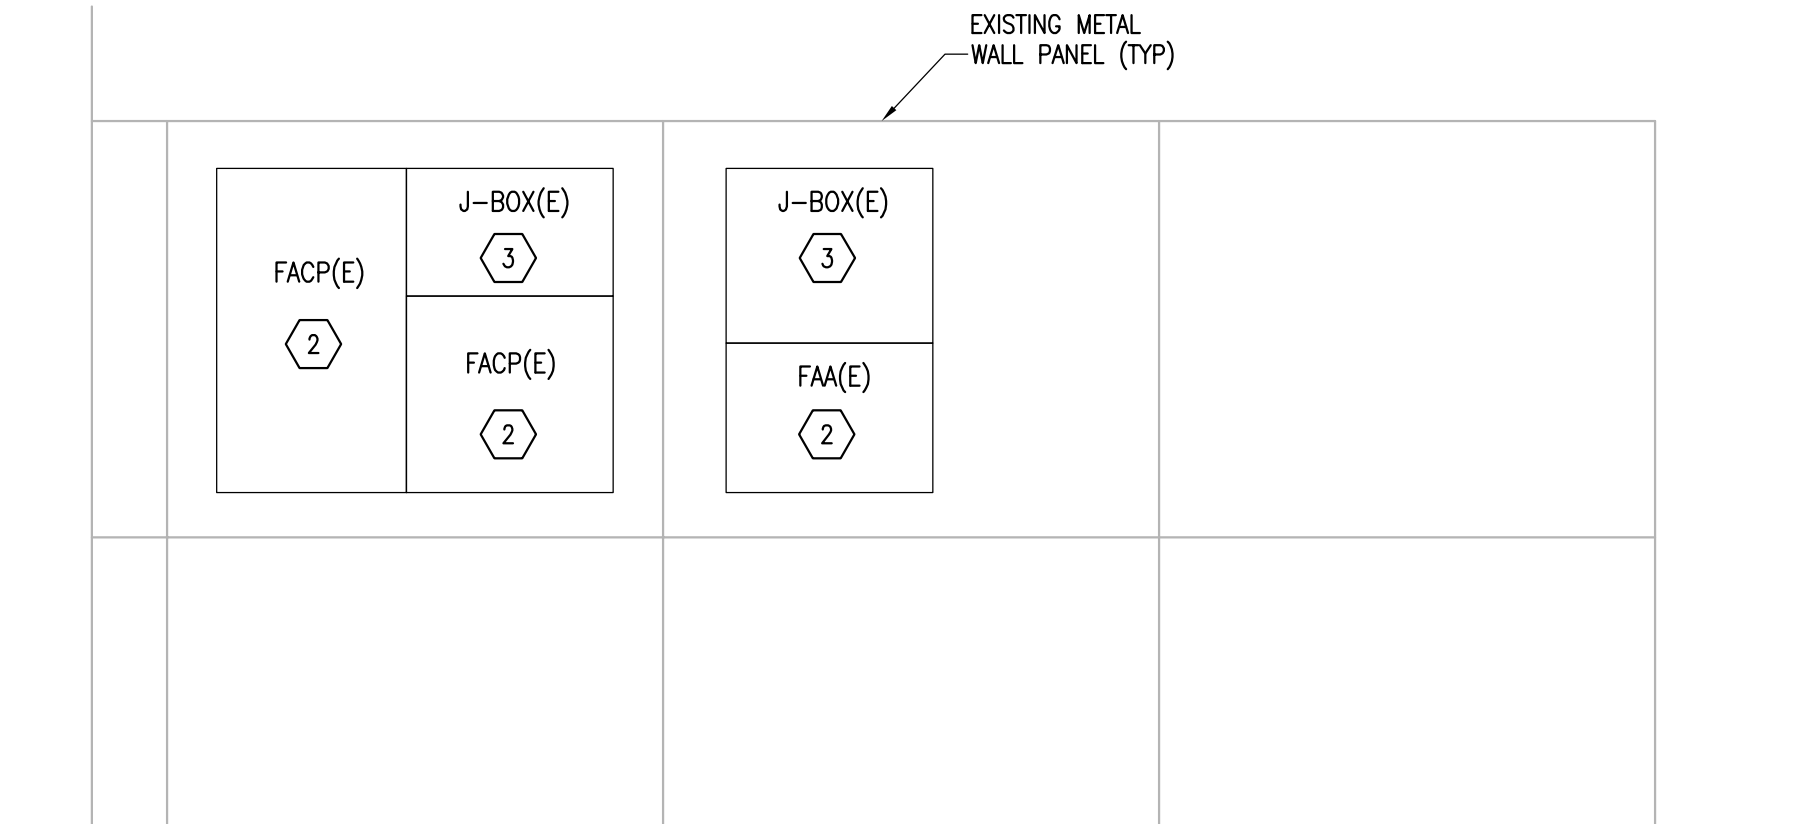 EXISTING METAL
WALL PANEL (TYP)
J-BOX(E)
3
FACP(E)
2
FACP(E)
2
J-BOX(E)
3
FAA(E)
2